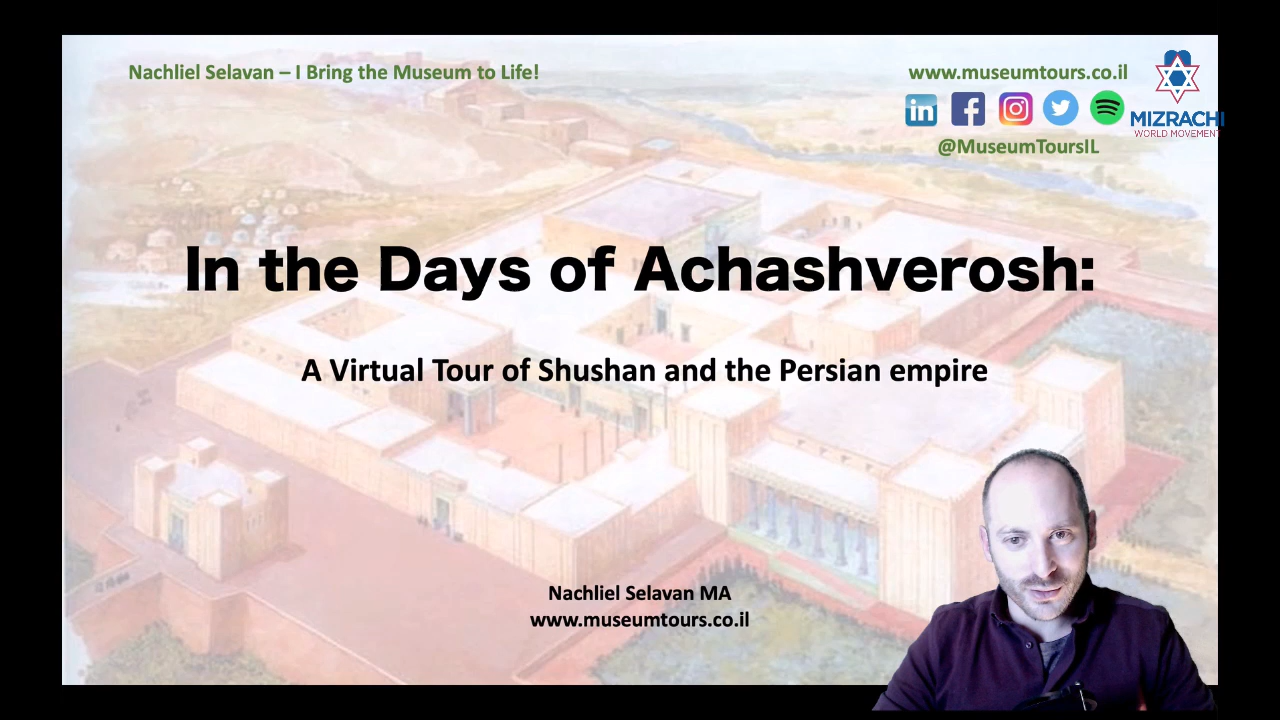 Nachliel Selavan – I Bring the Museum to Life!
www.museumtours.co.il
@MuseumToursIL
MIZRACHI
WORLD MOVEMENT
In the Days of Achashverosh:
A Virtual Tour of Shushan and the Persian empire
Nachliel Selavan MA
www.museumtours.co.il